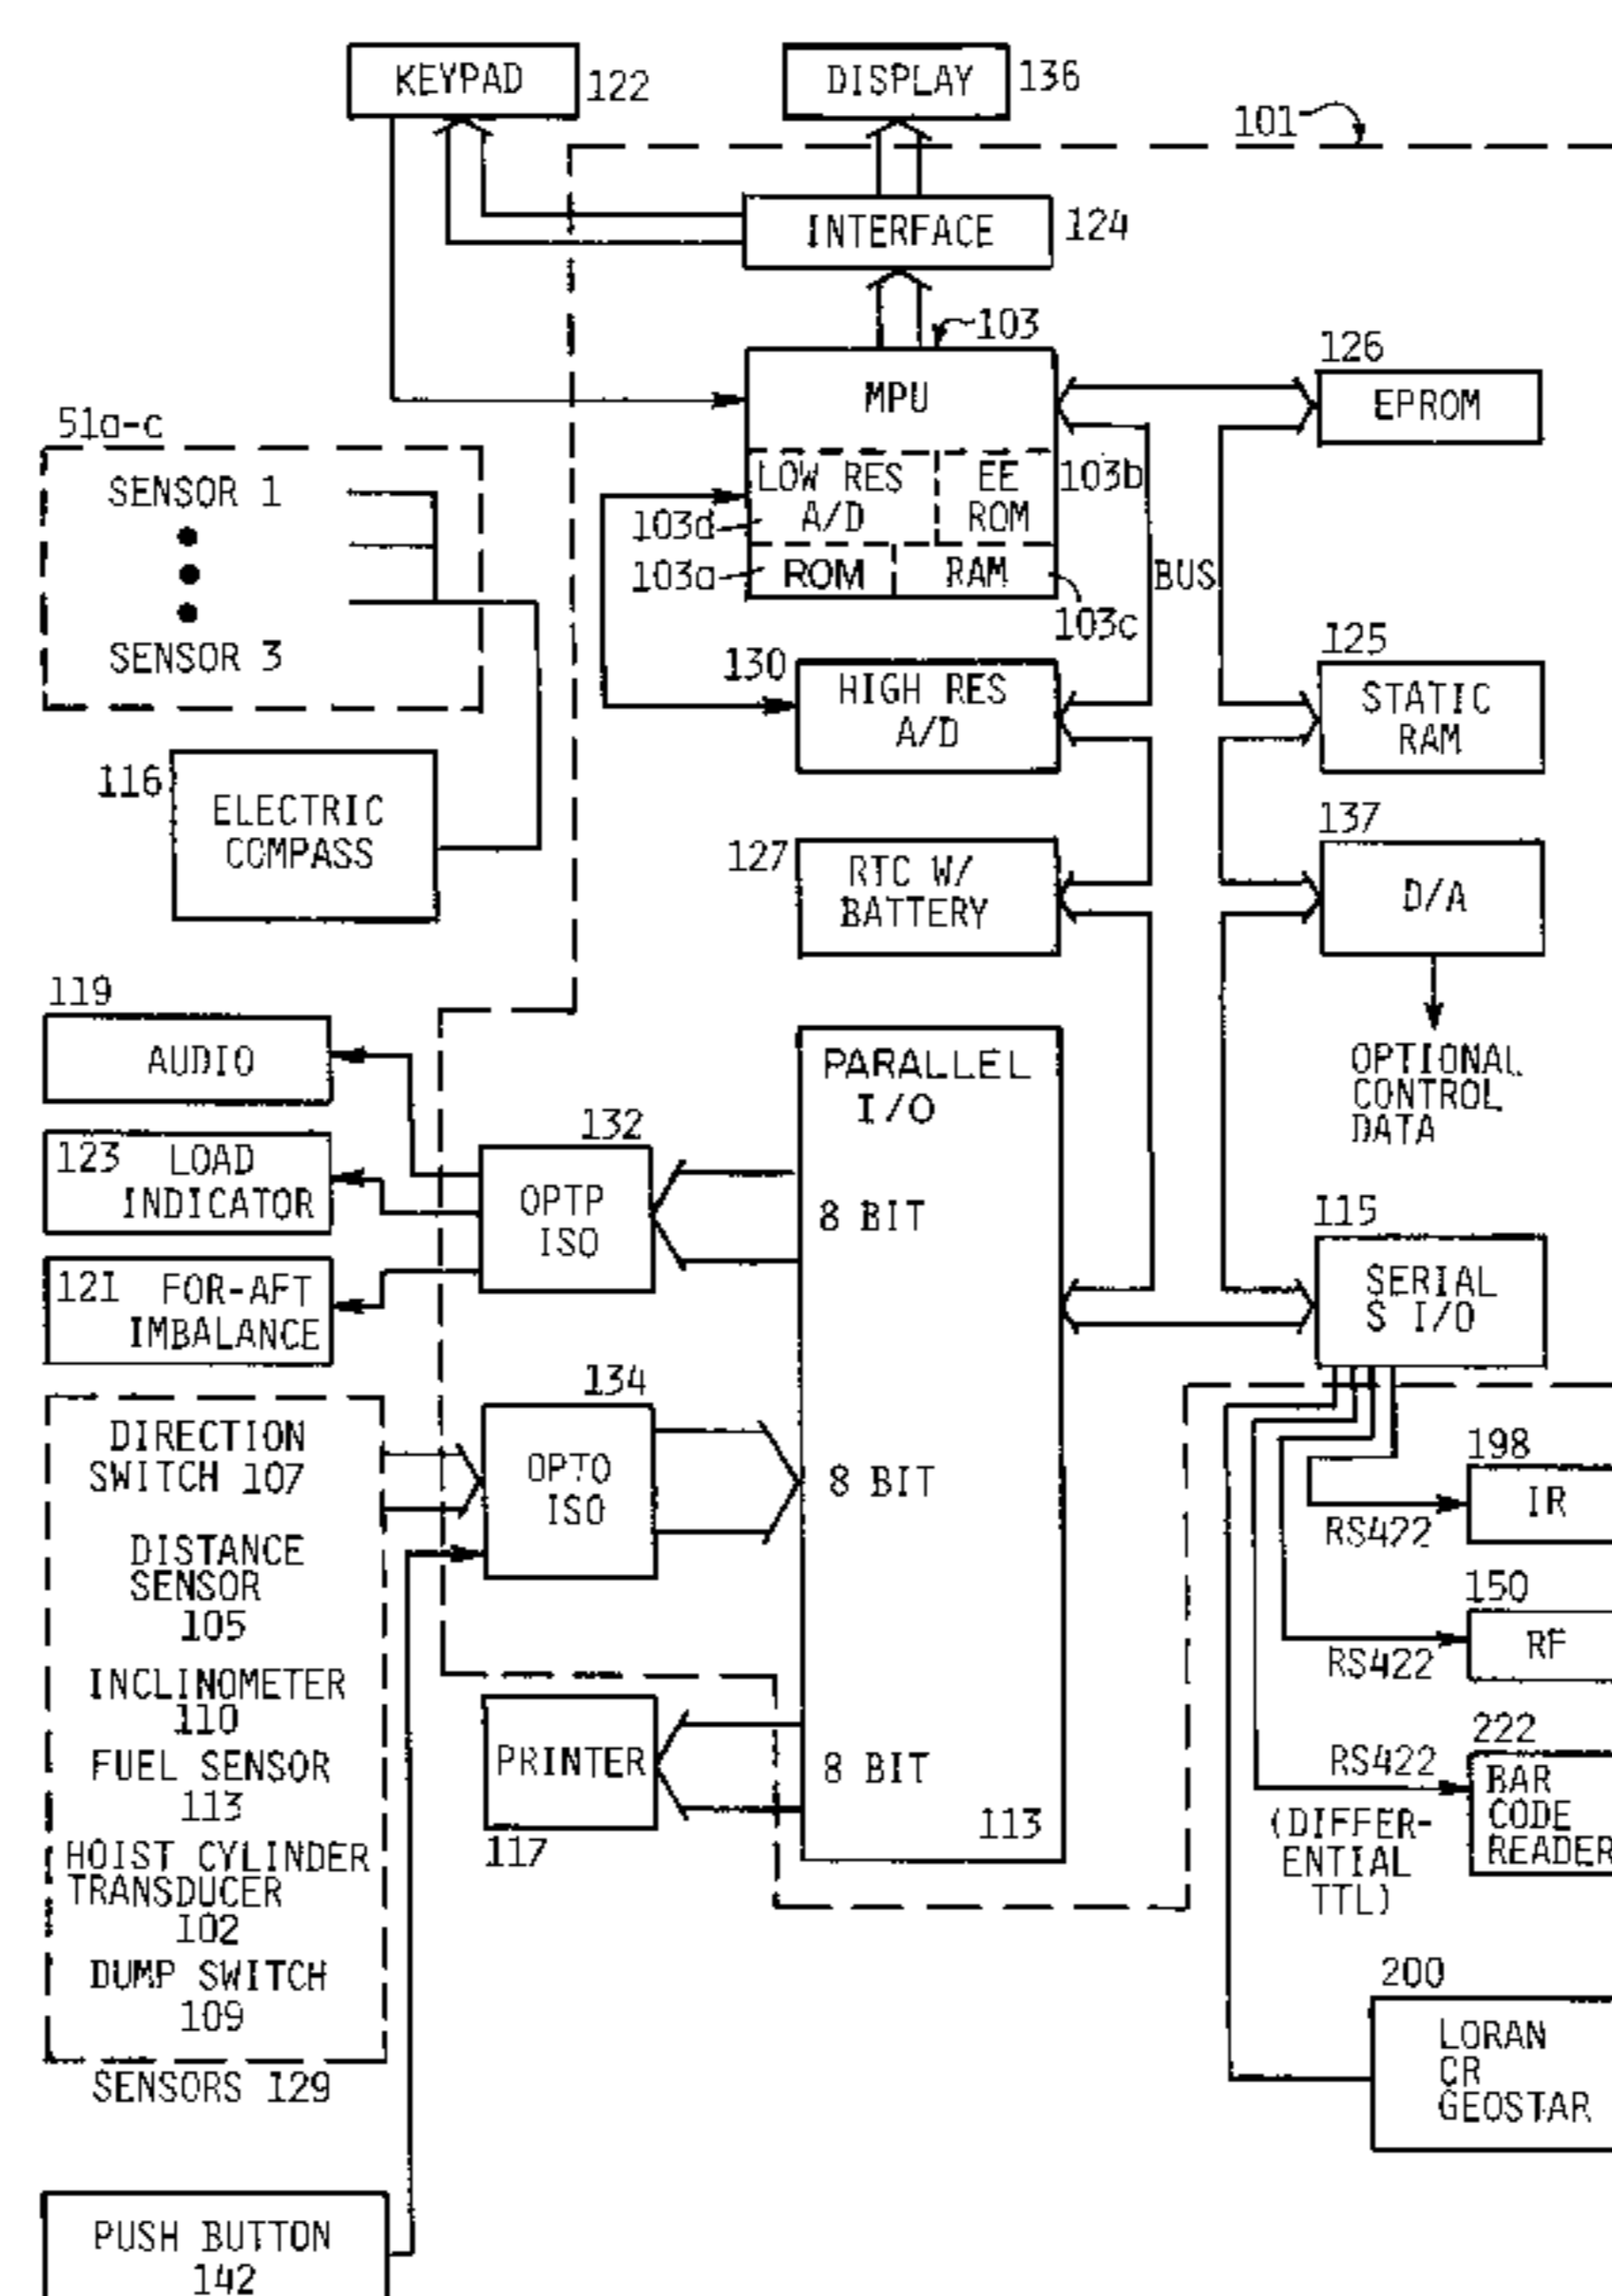 KEYPAD
122
DISPLAY
136
101
INTERFACE
124
103
MPU
126
EPROM
51a-c
SENSOR 1
SENSOR 3
LOW RES
A/D
EE
ROM
103b
103d
103a
ROM
RAM
103c
BUS
130
HIGH RES
A/D
125
STATIC
RAM
116
ELECTRIC
COMPASS
127
RTC W/
BATTERY
137
D/A
OPTIONAL
CONTROL
DATA
119
AUDIO
123 LOAD
INDICATOR
121 FOR-AFT
IMBALANCE
132
OPTP
ISO
PARALLEL
I/O
8 BIT
115
SERIAL
S I/O
134
OPTO
ISO
8 BIT
DIRECTION
SWITCH 107
DISTANCE
SENSOR
105
INCLINOMETER
110
FUEL SENSOR
113
HOIST CYLINDER
TRANSDUCER
102
DUMP SWITCH
109
SENSORS 129
PRINTER
117
8 BIT
113
198
IR
RS422
150
RF
RS422
222
RS422
BAR
CODE
READER
(DIFFER-
ENTIAL
TTL)
200
LORAN
CR
GEOSTAR
PUSH BUTTON
142